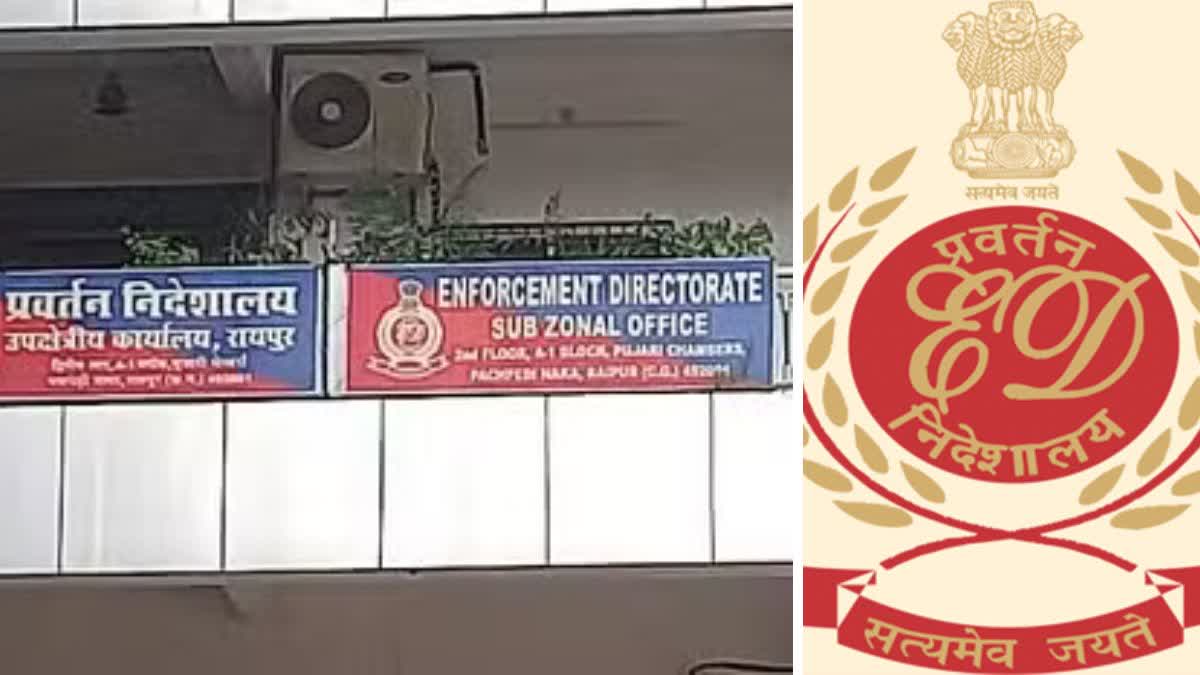 प्रवर्तन निदेशालय
उपक्षेत्रीय कार्यालय, रायपुर
ENFORCEMENT DIRECTORATE
SUB ZONAL OFFICE
2nd FLOOR, A-1 BLOCK, PUJARI CHAMBERS,
PACHPEDI NAKA, RAIPUR (C.G.)
सत्यमेव जयते
प्रवर्तन
ED
निदेशालय
सत्यमेव जयते